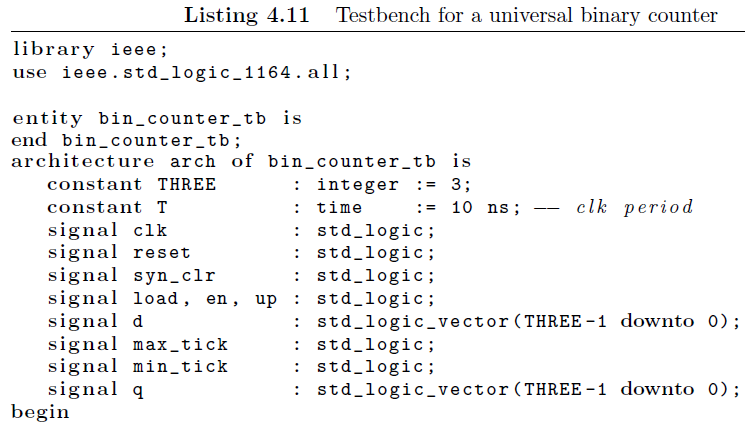 Listing 4.11 Testbench for a universal binary counter
library ieee;
use ieee.std_logic_1164.all;
entity bin_counter_tb is
end bin_counter_tb;
architecture arch of bin_counter_tb is
constant THREE : integer := 3;
constant T : time := 10 ns; -- clk period
signal clk : std_logic;
signal reset : std_logic;
signal syn_clr : std_logic;
signal load, en, up : std_logic;
signal d : std_logic_vector(THREE-1 downto 0);
signal max_tick : std_logic;
signal min_tick : std_logic;
signal q : std_logic_vector(THREE-1 downto 0);
begin